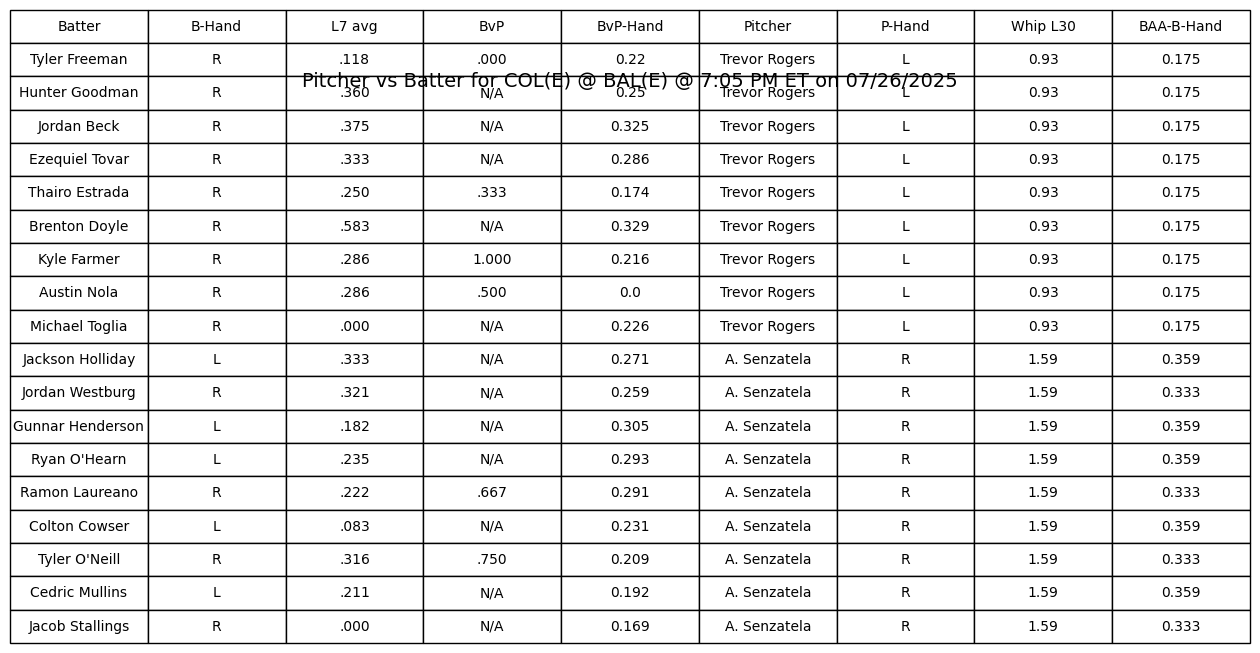 Batter B-Hand L7 avg BvP BvP-Hand Pitcher P-Hand Whip L30 BAA-B-Hand
Tyler Freeman R .118 .000 0.22 Trevor Rogers L 0.93 0.175
Pitcher vs Batter for COL(E) @ BAL(E) @ 7:05 PM ET on 07/26/2025
Hunter Goodman R .360 N/A 0.25 Trevor Rogers L 0.93 0.175
Jordan Beck R .375 N/A 0.325 Trevor Rogers L 0.93 0.175
Ezequiel Tovar R .333 N/A 0.286 Trevor Rogers L 0.93 0.175
Thairo Estrada R .250 .333 0.174 Trevor Rogers L 0.93 0.175
Brenton Doyle R .583 N/A 0.329 Trevor Rogers L 0.93 0.175
Kyle Farmer R .286 1.000 0.216 Trevor Rogers L 0.93 0.175
Austin Nola R .286 .500 0.0 Trevor Rogers L 0.93 0.175
Michael Toglia R .000 N/A 0.226 Trevor Rogers L 0.93 0.175
Jackson Holliday L .333 N/A 0.271 A. Senzatela R 1.59 0.359
Jordan Westburg R .321 N/A 0.259 A. Senzatela R 1.59 0.333
Gunnar Henderson L .182 N/A 0.305 A. Senzatela R 1.59 0.359
Ryan O'Hearn L .235 N/A 0.293 A. Senzatela R 1.59 0.359
Ramon Laureano R .222 .667 0.291 A. Senzatela R 1.59 0.333
Colton Cowser L .083 N/A 0.231 A. Senzatela R 1.59 0.359
Tyler O'Neill R .316 .750 0.209 A. Senzatela R 1.59 0.333
Cedric Mullins L .211 N/A 0.192 A. Senzatela R 1.59 0.359
Jacob Stallings R .000 N/A 0.169 A. Senzatela R 1.59 0.333